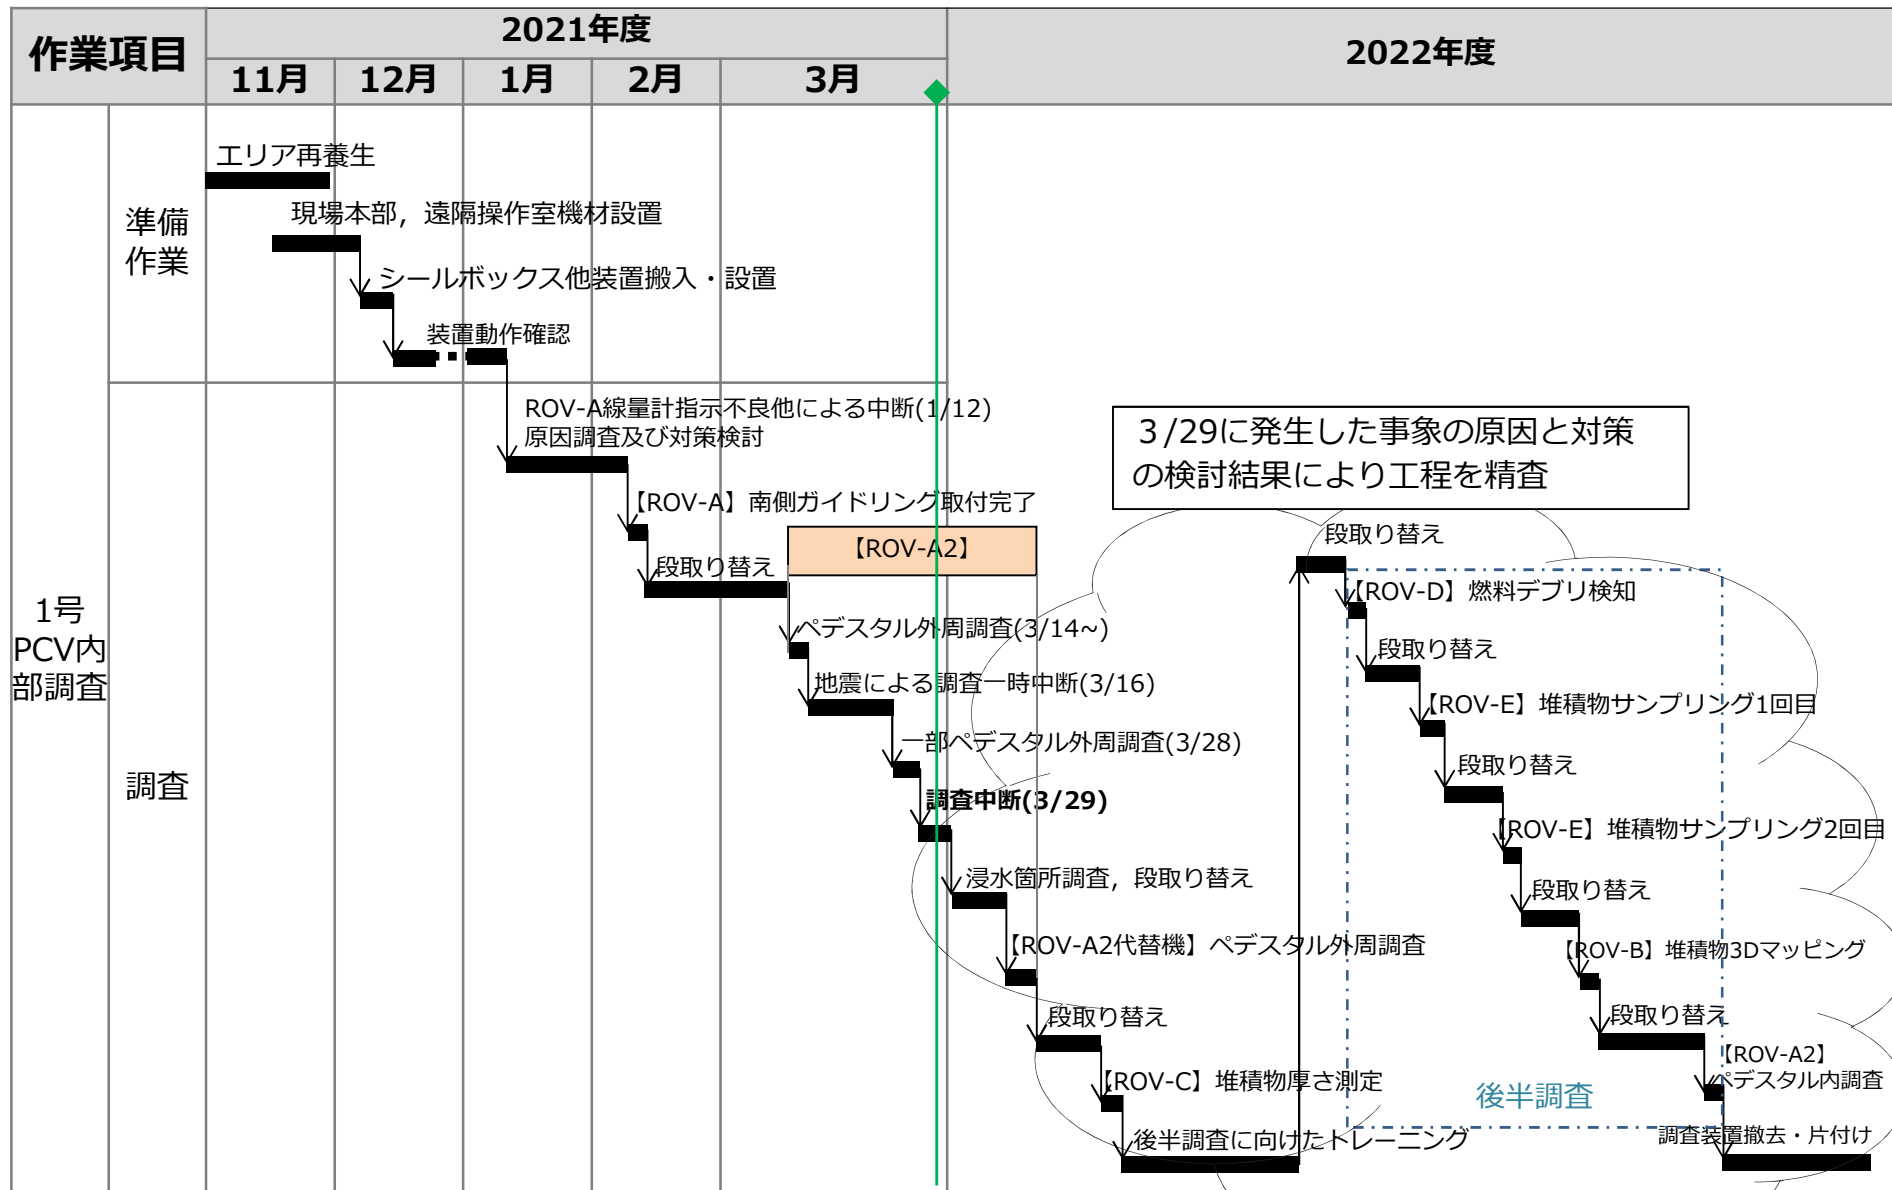 作業項目
2021年度
2022年度
11月
12月
1月
2月
3月
1号
PCV内
部調査
準備
作業
エリア再養生
現場本部，遠隔操作室機材設置
シールボックス他装置搬入・設置
装置動作確認
調査
ROV-A線量計指示不良他による中断(1/12)
原因調査及び対策検討
【ROV-A】南側ガイドリング取付完了
【ROV-A2】
段取り替え
ペデスタル外周調査(3/14~)
地震による調査一時中断(3/16)
一部ペデスタル外周調査(3/28)
調査中断(3/29)
浸水箇所調査，段取り替え
【ROV-A2代替機】ペデスタル外周調査
段取り替え
【ROV-C】堆積物厚さ測定
後半調査に向けたトレーニング
３/29に発生した事象の原因と対策
の検討結果により工程を精査
段取り替え
【ROV-D】燃料デブリ検知
段取り替え
【ROV-E】堆積物サンプリング1回目
段取り替え
【ROV-E】堆積物サンプリング2回目
段取り替え
【ROV-B】堆積物3Dマッピング
段取り替え
【ROV-A2】
ペデスタル内調査
後半調査
調査装置撤去・片付け